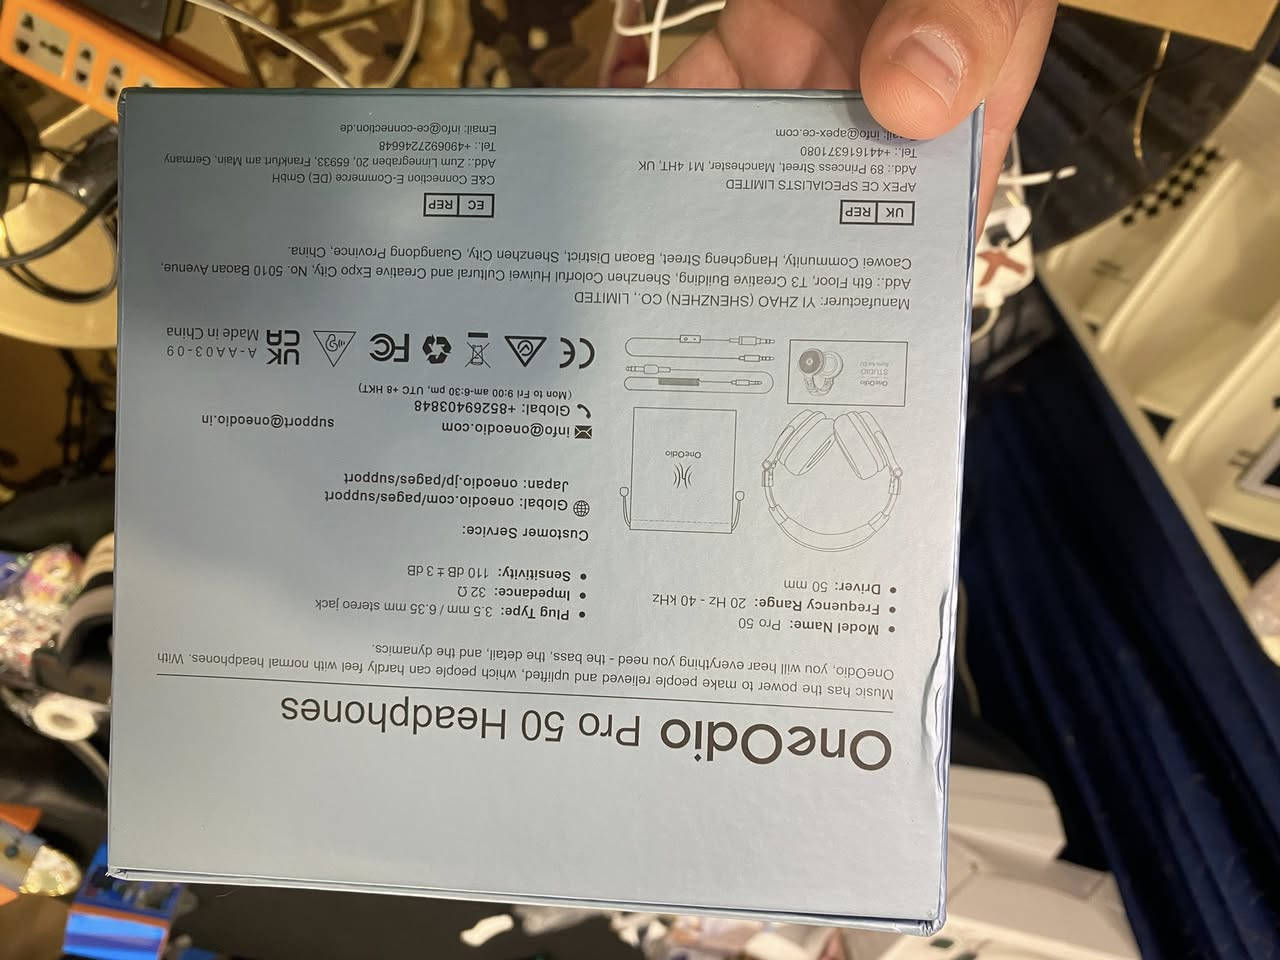 OneOdio Pro 50 Headphones
Music has the power to make people relieved and uplifted, which people can hardly feel with normal headphones. With
OneOdio, you will hear everything you need - the bass, the detail, and the dynamics.
• Model Name: Pro 50
• Frequency Range: 20 Hz - 40 kHz
• Driver: 50 mm
• Plug Type: 3.5 mm / 6.35 mm stereo jack
• Impedance: 32 Ω
• Sensitivity: 110 dB ± 3 dB
OneOdio
OneOdio
STUDIO
Customer Service:
Global: oneodio.com/pages/support
Japan: oneodio-jp/pages/support
info@oneodio.com
support@oneodio.in
Global: +85269403848
(Mon to Fri 9:00 am-6:30 pm, UTC +8 HKT)
CE
FC
UK
CA
A-AA03-09
Made in China
Manufacturer: YI ZHAO (SHENZHEN) CO., LIMITED
Add.: 6th Floor, T3 Creative Building, Shenzhen Colorful Huiwei Cultural and Creative Expo City, No. 5010 Baoan Avenue,
Caowei Community, Hangcheng Street, Baoan District, Shenzhen City, Guangdong Province, China.
UK REP
APEX CE SPECIALISTS LIMITED
Add.: 89 Princess Street, Manchester, M1 4HT, UK
Tel.: +441616371080
Email: info@apex-ce.com
EC REP
C&E Connection E-Commerce (DE) GmbH
Add.: Zum Linnegraben 20, 65933, Frankfurt am Main, Germany
Tel.: +4969927246648
Email: info@ce-connection.de